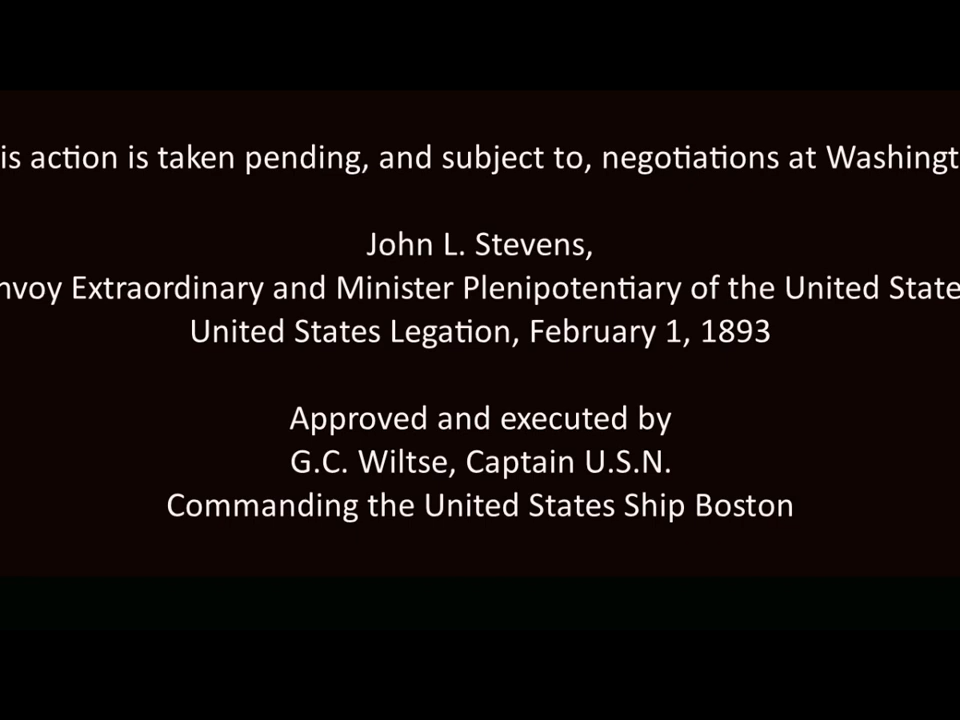 is action is taken pending, and subject to, negotiations at Washingt
John L. Stevens,
nvoy Extraordinary and Minister Plenipotentiary of the United State
United States Legation, February 1, 1893
Approved and executed by
G.C. Wiltse, Captain U.S.N.
Commanding the United States Ship Boston